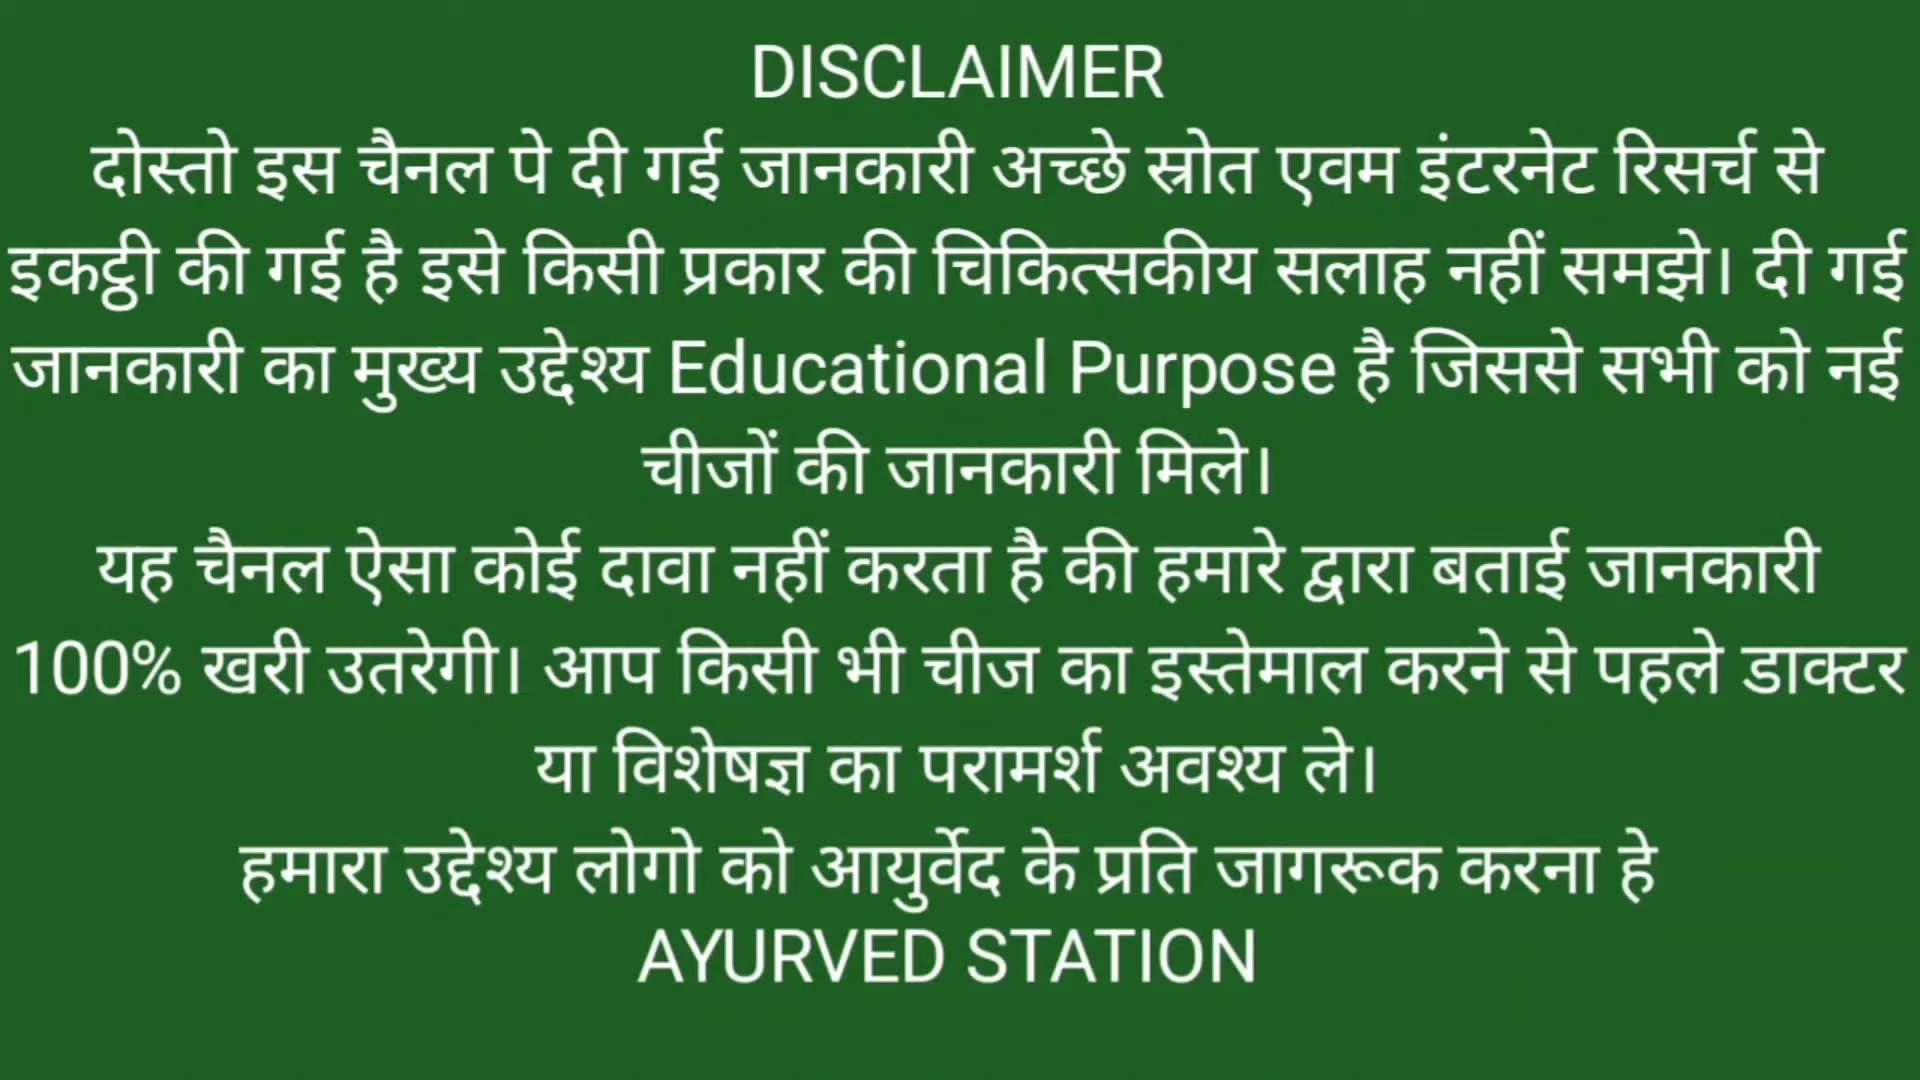 DISCLAIMER
दोस्तो इस चैनल पे दी गई जानकारी अच्छे स्रोत एवम इंटरनेट रिसर्च से
इकट्ठी की गई है इसे किसी प्रकार की चिकित्सकीय सलाह नहीं समझे। दी गई
जानकारी का मुख्य उद्देश्य Educational Purpose है जिससे सभी को नई
चीजों की जानकारी मिले।
यह चैनल ऐसा कोई दावा नहीं करता है की हमारे द्वारा बताई जानकारी
100% खरी उतरेगी। आप किसी भी चीज का इस्तेमाल करने से पहले डाक्टर
या विशेषज्ञ का परामर्श अवश्य ले।
हमारा उद्देश्य लोगो को आयुर्वेद के प्रति जागरूक करना हे
AYURVED STATION